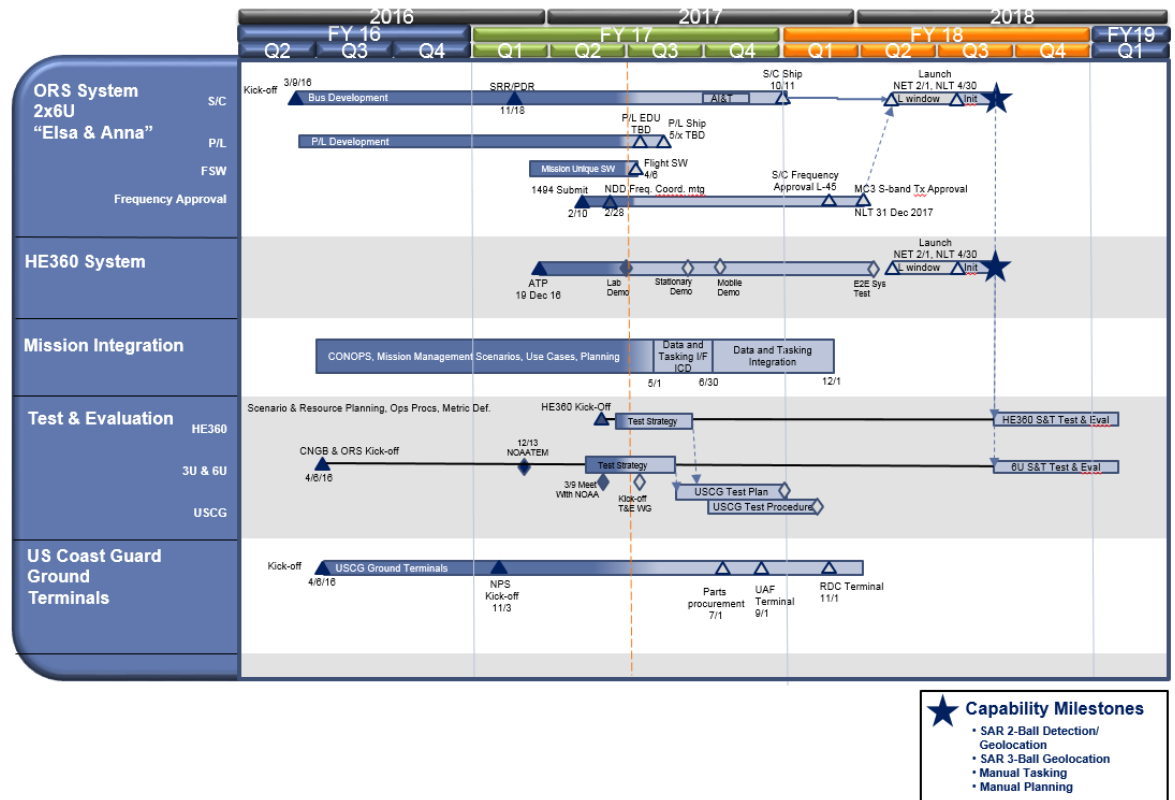 2016 2017 2018
FY 16 FY 17 FY 18 FY19
Q2 Q3 Q4 Q1 Q2 Q3 Q4 Q1 Q2 Q3 Q4 Q1
ORS System
2x6U
“Elsa & Anna”
S/C
P/L
FSW
Frequency Approval
Kick-off
3/9/16
Bus Development
SRR/PDR
11/18
AI&T
S/C Ship
10/11
Launch
NET 2/1, NLT 4/30
L window
Init
P/L Development
P/L EDU
TBD
P/L Ship
5/x TBD
Mission Unique SW
Flight SW
4/6
1494 Submit
2/10
NDD Freq. Coord. mtg
2/28
S/C Frequency
Approval L-45
MC3 S-band Tx Approval
NLT 31 Dec 2017
HE360 System
ATP
19 Dec 16
Lab
Demo
Stationary
Demo
Mobile
Demo
E2E Sys
Test
Launch
NET 2/1, NLT 4/30
L window
Init
Mission Integration
CONOPS, Mission Management Scenarios, Use Cases, Planning
Data and
Tasking I/F
ICD
Data and Tasking
Integration
5/1
6/30
12/1
Test & Evaluation
HE360
3U & 6U
USCG
Scenario & Resource Planning, Ops Procs, Metric Def.
HE360 Kick-Off
Test Strategy
HE360 S&T Test & Eval
CNGB & ORS Kick-off
4/6/16
12/13
NOAATEM
Test Strategy
6U S&T Test & Eval
3/9 Meet
With NOAA
Kick-off
T&E WG
USCG Test Plan
USCG Test Procedure
US Coast Guard
Ground
Terminals
Kick-off
4/6/16
USCG Ground Terminals
NPS
Kick-off
11/3
Parts
procurement
7/1
UAF
Terminal
9/1
RDC Terminal
11/1
Capability Milestones
• SAR 2-Ball Detection/
Geolocation
• SAR 3-Ball Geolocation
• Manual Tasking
• Manual Planning